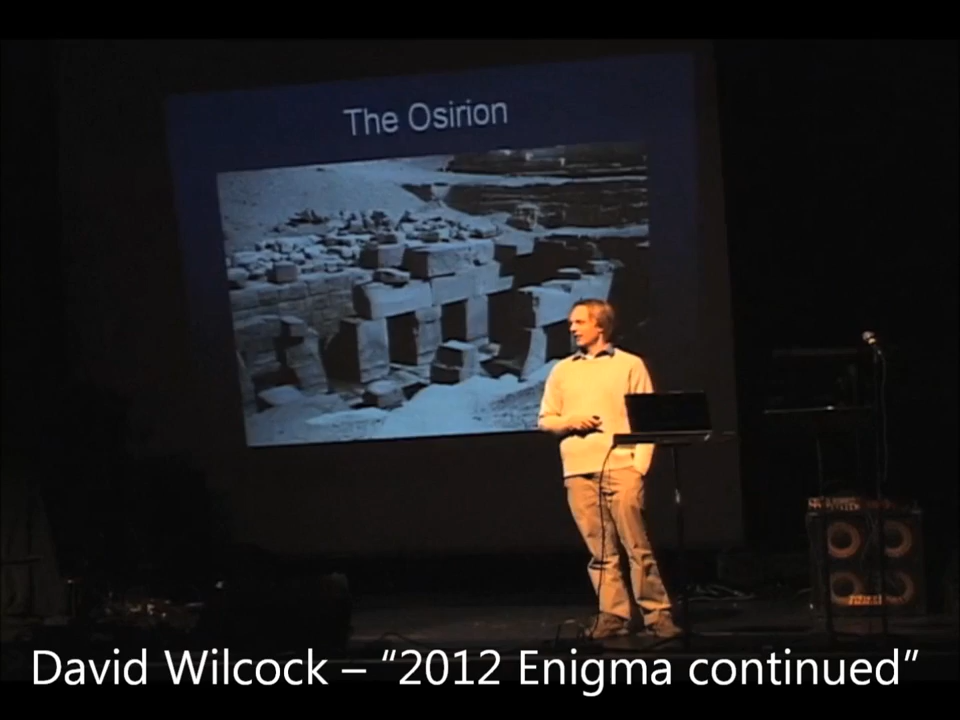 The Osirion
David Wilcock – “2012 Enigma continued”